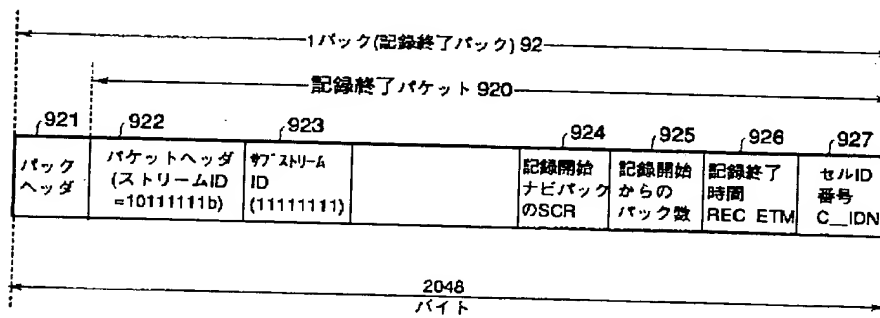 1パック(記録終了パック) 92
記録終了パケット 920
921
922
923
924
925
926
927
パック
ヘッダ
パケットヘッダ
(ストリームID
=10111111b)
サブストリーム
ID
(11111111)
記録開始
ナビパック
のSCR
記録開始
からの
パック数
記録終了
時間
REC ETM
セルID
番号
C_IDN
2048
バイト